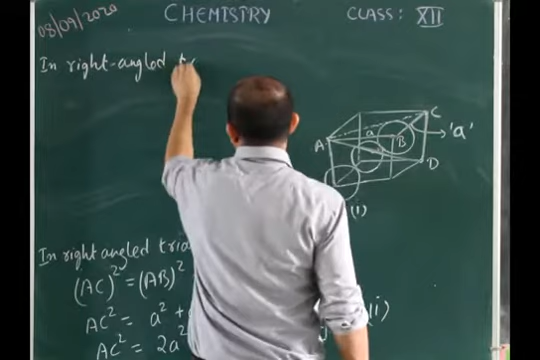 08/09/2020
CHEMISTRY
CLASS: XII
In right-angled
C
a
B
'a'
A
D
(i)
In right angled tria
(AC)² = (AB)²
AC² = a² +
AC² = 2a²
(i)